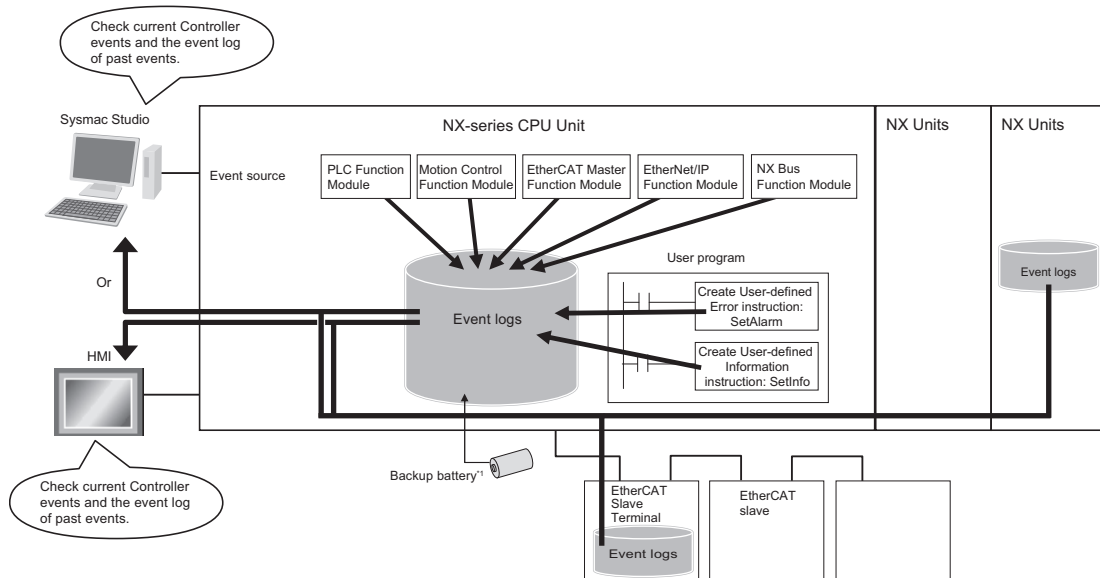 Check current Controller
events and the event log
of past events.
Sysmac Studio
NX-series CPU Unit
NX Units
NX Units
Event source
PLC Function
Module
Motion Control
Function Module
EtherCAT Master
Function Module
EtherNet/IP
Function Module
NX Bus
Function Module
User program
Event logs
Create User-defined
Error instruction:
SetAlarm
Or
Event logs
Create User-defined
Information
instruction: SetInfo
HMI
Backup battery*1
Check current Controller
events and the event log
of past events.
EtherCAT
Slave
Terminal
EtherCAT
slave
Event logs